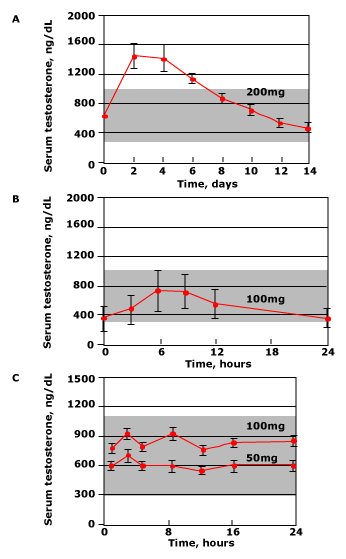 A
Serum testosterone, ng/dL
2000
1600
1200
800
400
0
200mg
0 2 4 6 8 10 12 14
Time, days
B
Serum testosterone, ng/dL
2000
1600
1200
800
400
0
100mg
0 6 12 18 24
Time, hours
C
Serum testosterone, ng/dL
1500
1200
900
600
300
0
100mg
50mg
0 8 16 24
Time, hours